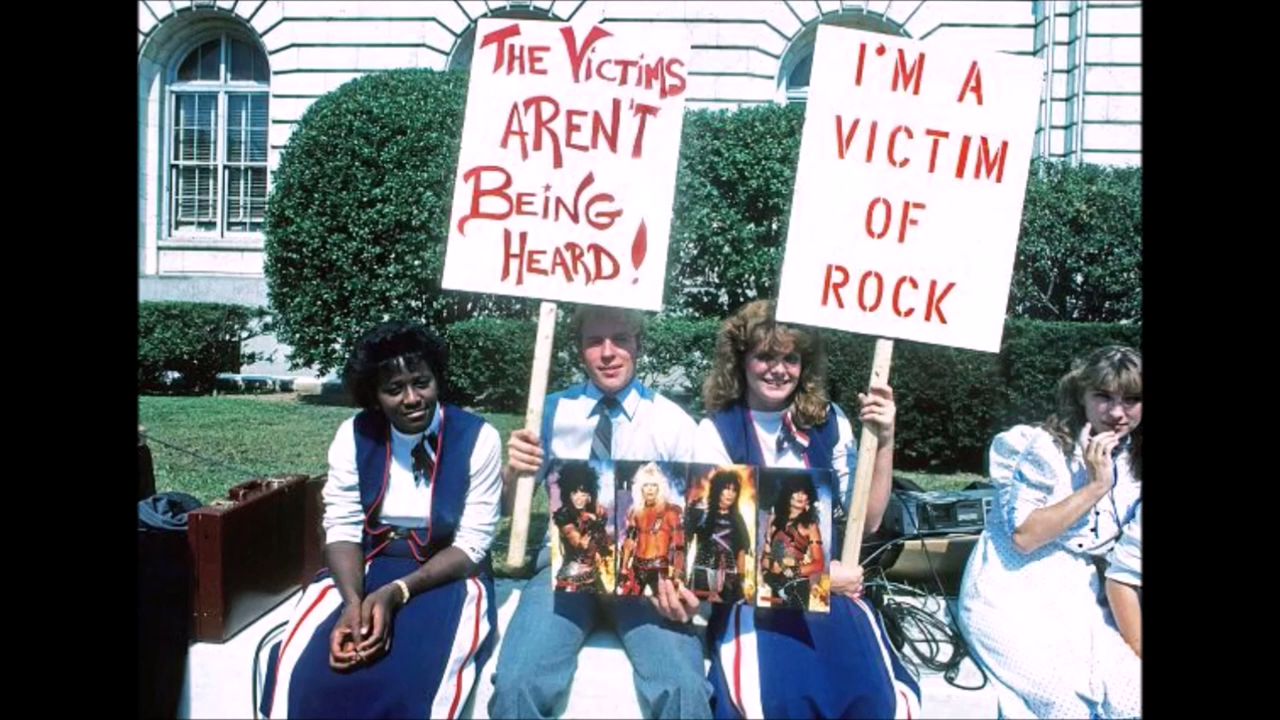 THE VICTIMS
AREN'T
BEING
HEARD!
I'M A
VICTIM
OF
ROCK